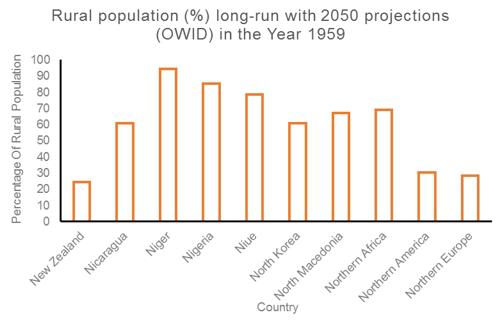 Rural population (%) long-run with 2050 projections
(OWID) in the Year 1959
Percentage Of Rural Population
100
90
80
70
60
50
40
30
20
10
0
New Zealand
Nicaragua
Niger
Nigeria
Niue
North Korea
North Macedonia
Northern Africa
Northern America
Northern Europe
Country